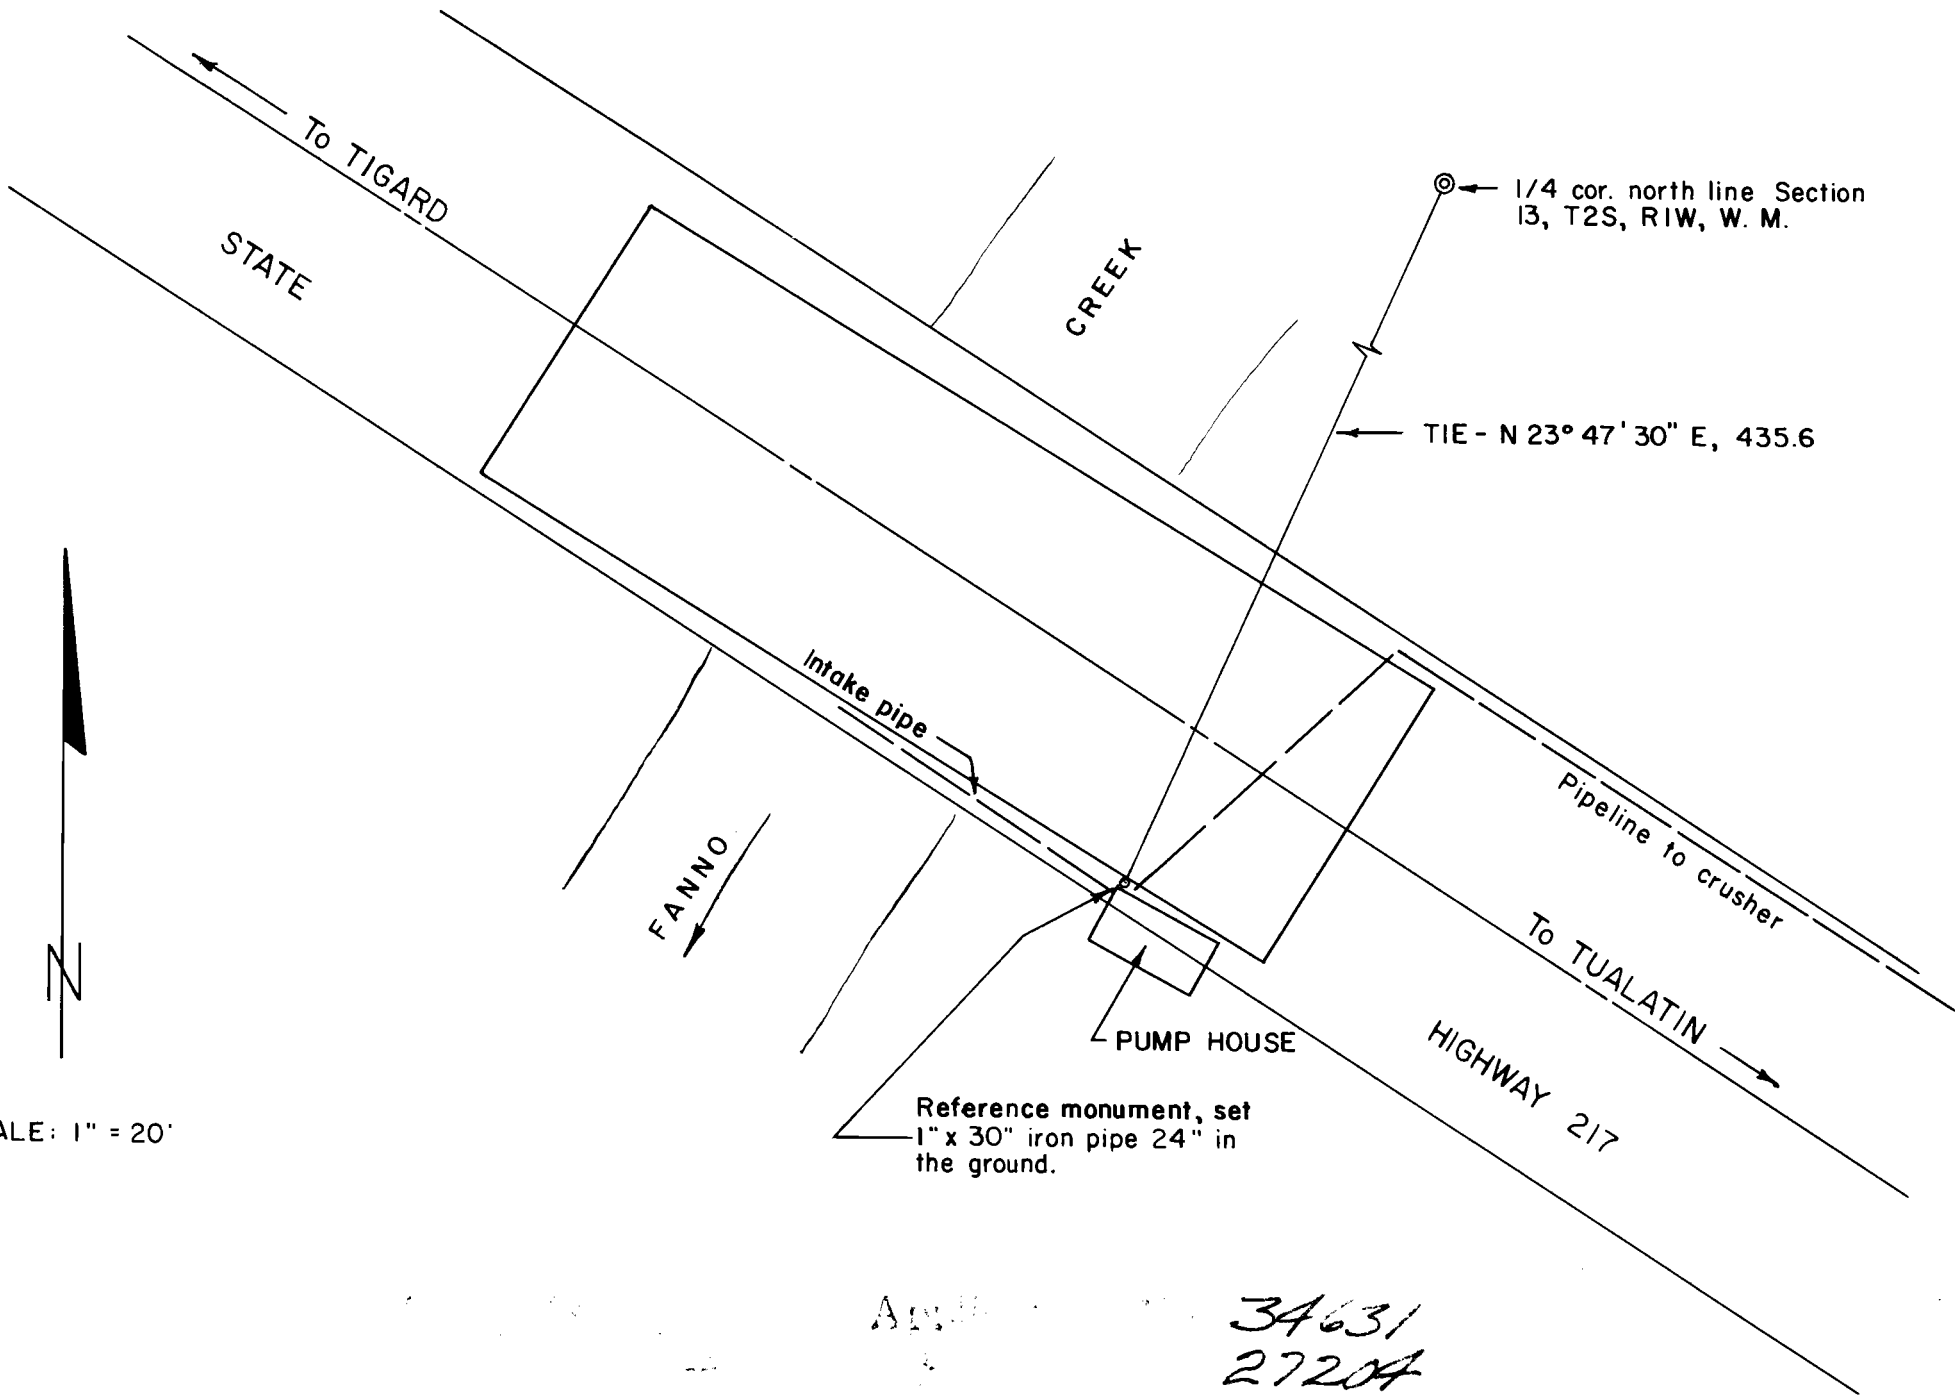 To TIGARD
STATE
CREEK
1/4 cor. north line Section
13, T2S, R1W, W. M.
TIE - N 23° 47' 30" E, 435.6
Intake pipe
Pipeline to crusher
FANNO
To TUALATIN
PUMP HOUSE
HIGHWAY 217
N
ALE: 1" = 20'
Reference monument, set
1" x 30" iron pipe 24" in
the ground.
34631
27204